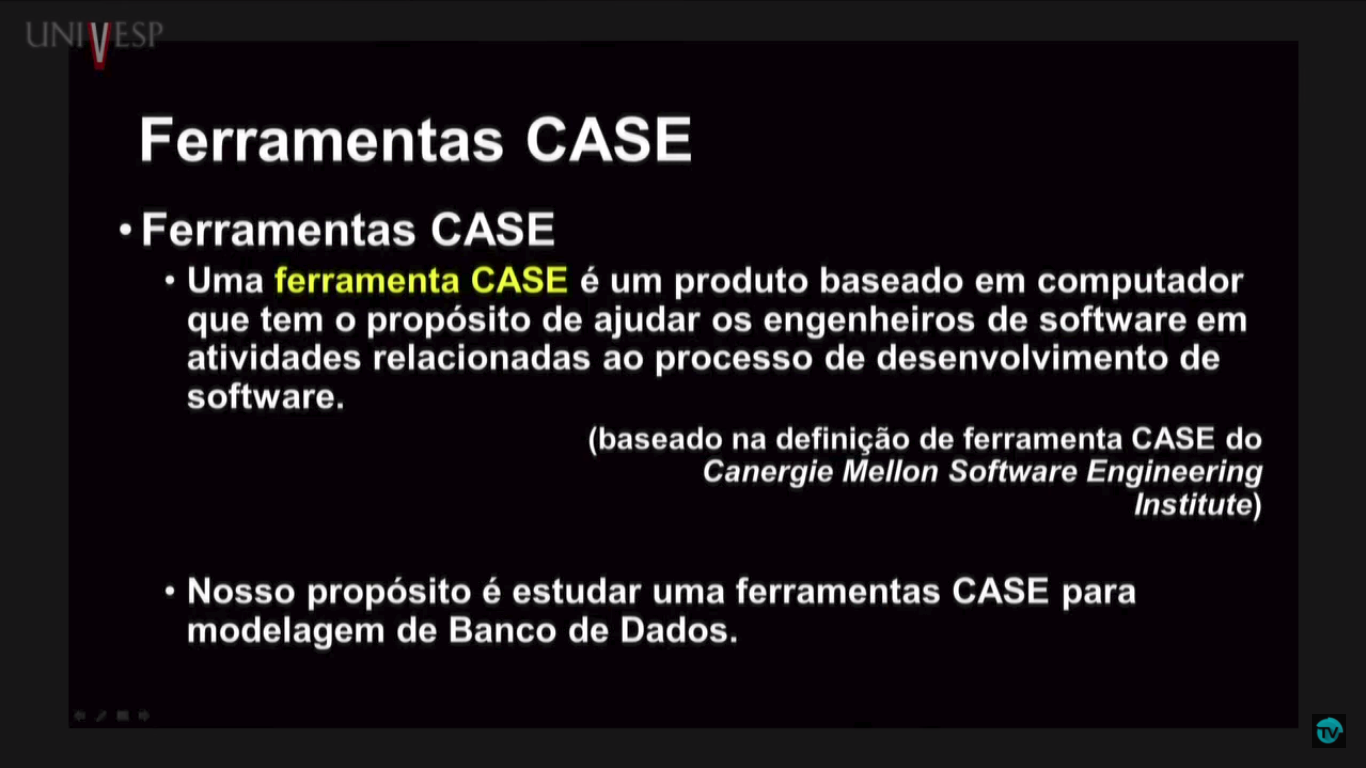 UNIVESP
Ferramentas CASE
• Ferramentas CASE
• Uma ferramenta CASE é um produto baseado em computador
que tem o propósito de ajudar os engenheiros de software em
atividades relacionadas ao processo de desenvolvimento de
software.
(baseado na definição de ferramenta CASE do
Canergie Mellon Software Engineering
Institute)
• Nosso propósito é estudar uma ferramentas CASE para
modelagem de Banco de Dados.
TV